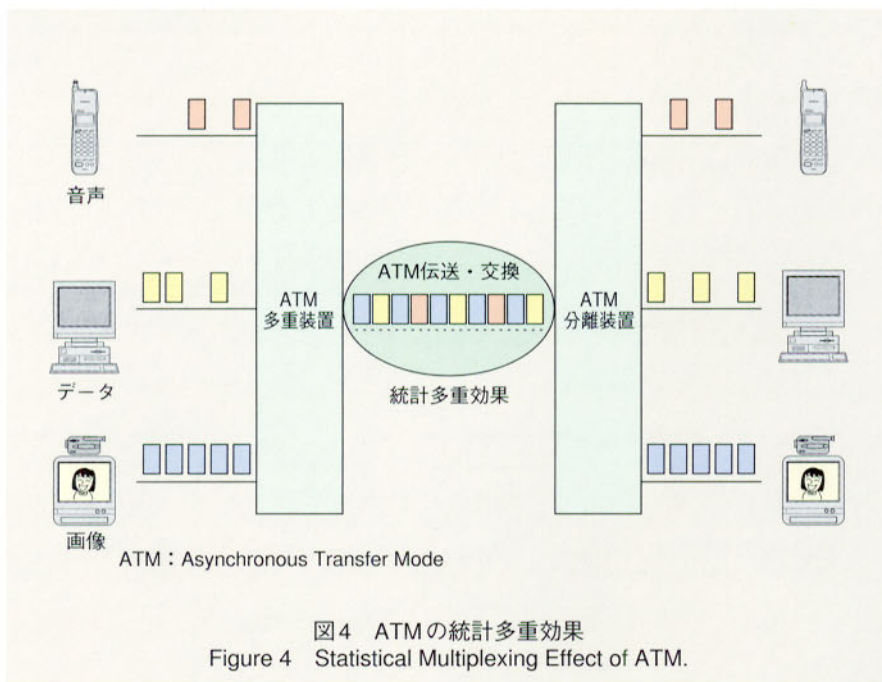 音声
データ
画像
ATM
多重装置
ATM伝送・交換
統計多重効果
ATM
分離装置
ATM：Asynchronous Transfer Mode
図4 ATMの統計多重効果
Figure 4 Statistical Multiplexing Effect of ATM.